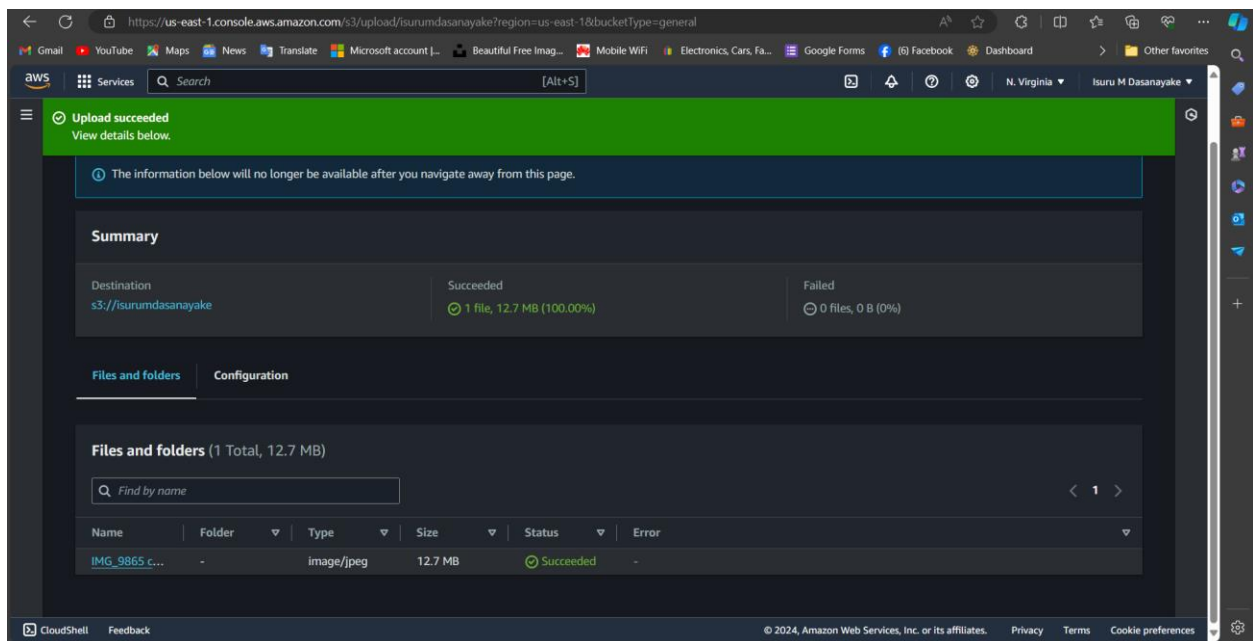 https://us-east-1.console.aws.amazon.com/s3/upload/isurumdasanayake?region=us-east-1&bucketType=general
Gmail YouTube Maps News Translate Microsoft account |... Beautiful Free Imag... Mobile WiFi Electronics, Cars, Fa... Google Forms (6) Facebook Dashboard Other favorites
aws Services Search [Alt+S] N. Virginia Isuru M Dasanayake
Upload succeeded
View details below.
The information below will no longer be available after you navigate away from this page.
Summary
Destination Succeeded Failed
s3://isurumdasanayake 1 file, 12.7 MB (100.00%) 0 files, 0 B (0%)
Files and folders Configuration
Files and folders (1 Total, 12.7 MB)
Find by name 1
Name Folder Type Size Status Error
IMG_9865 c... - image/jpeg 12.7 MB Succeeded -
CloudShell Feedback © 2024, Amazon Web Services, Inc. or its affiliates. Privacy Terms Cookie preferences